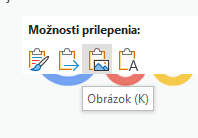 Možnosti prilepenia:
A
Obrázok (K)